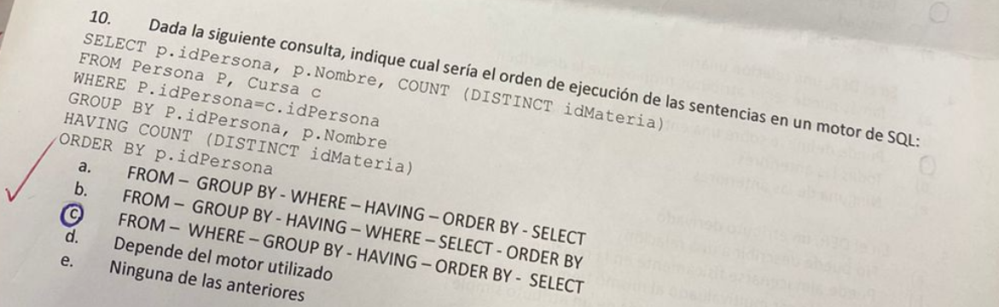 10. Dada la siguiente consulta, indique cual sería el orden de ejecución de las sentencias en un motor de SQL:
SELECT p.idPersona, p.Nombre, COUNT (DISTINCT idMateria)
FROM Persona P, Cursa c
WHERE P.idPersona=c.idPersona
GROUP BY P.idPersona, p.Nombre
HAVING COUNT (DISTINCT idMateria)
ORDER BY p.idPersona
a. FROM – GROUP BY - WHERE – HAVING – ORDER BY - SELECT
b. FROM – GROUP BY - HAVING – WHERE – SELECT - ORDER BY
c FROM – WHERE – GROUP BY - HAVING – ORDER BY - SELECT
d. Depende del motor utilizado
e. Ninguna de las anteriores